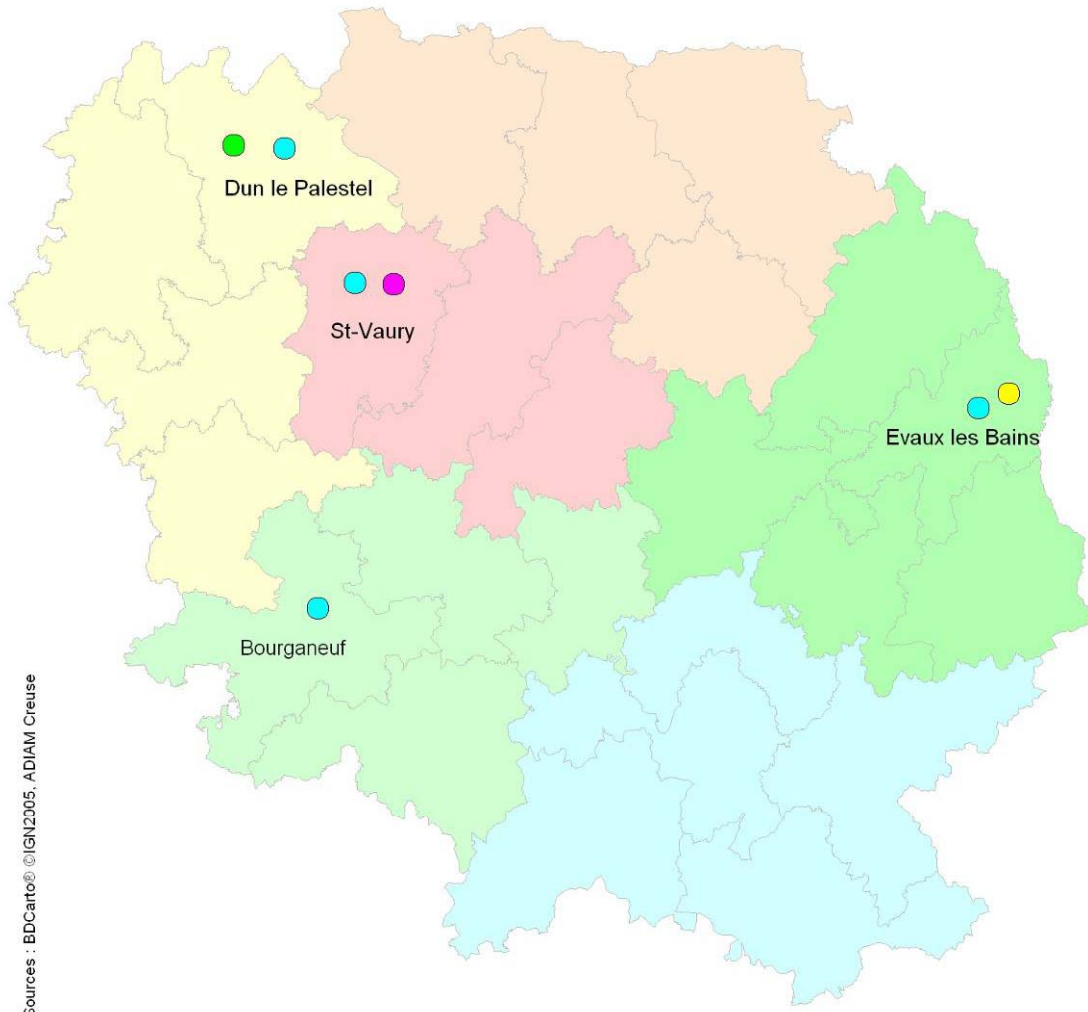 Dun le Palestel
St-Vaury
Evaux les Bains
Bourganeuf
Sources : BDCarto® ©IGN2005, ADIAM Creuse